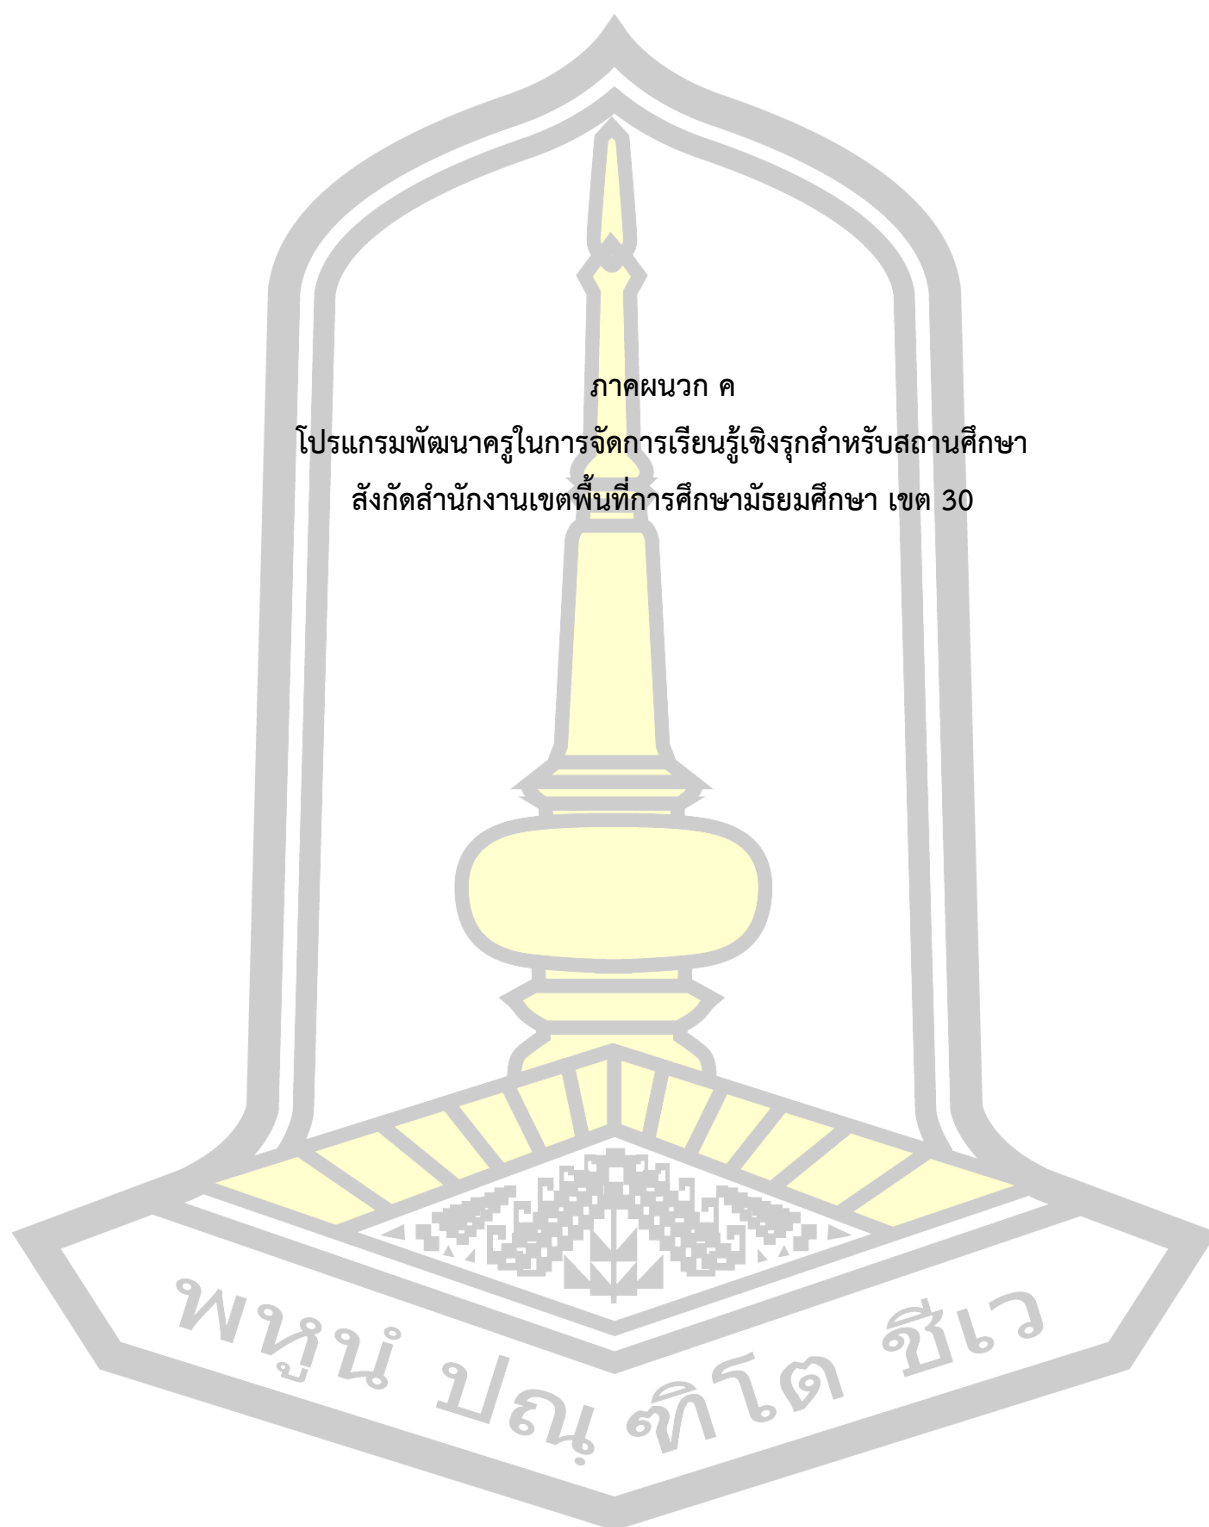 ภาคผนวก ค
โปรแกรมพัฒนาครูในการจัดการเรียนรู้เชิงรุกสำหรับสถานศึกษา
สังกัดสำนักงานเขตพื้นที่การศึกษามัธยมศึกษา เขต 30
พหูนํ ปณฺฑิโต ชีเว